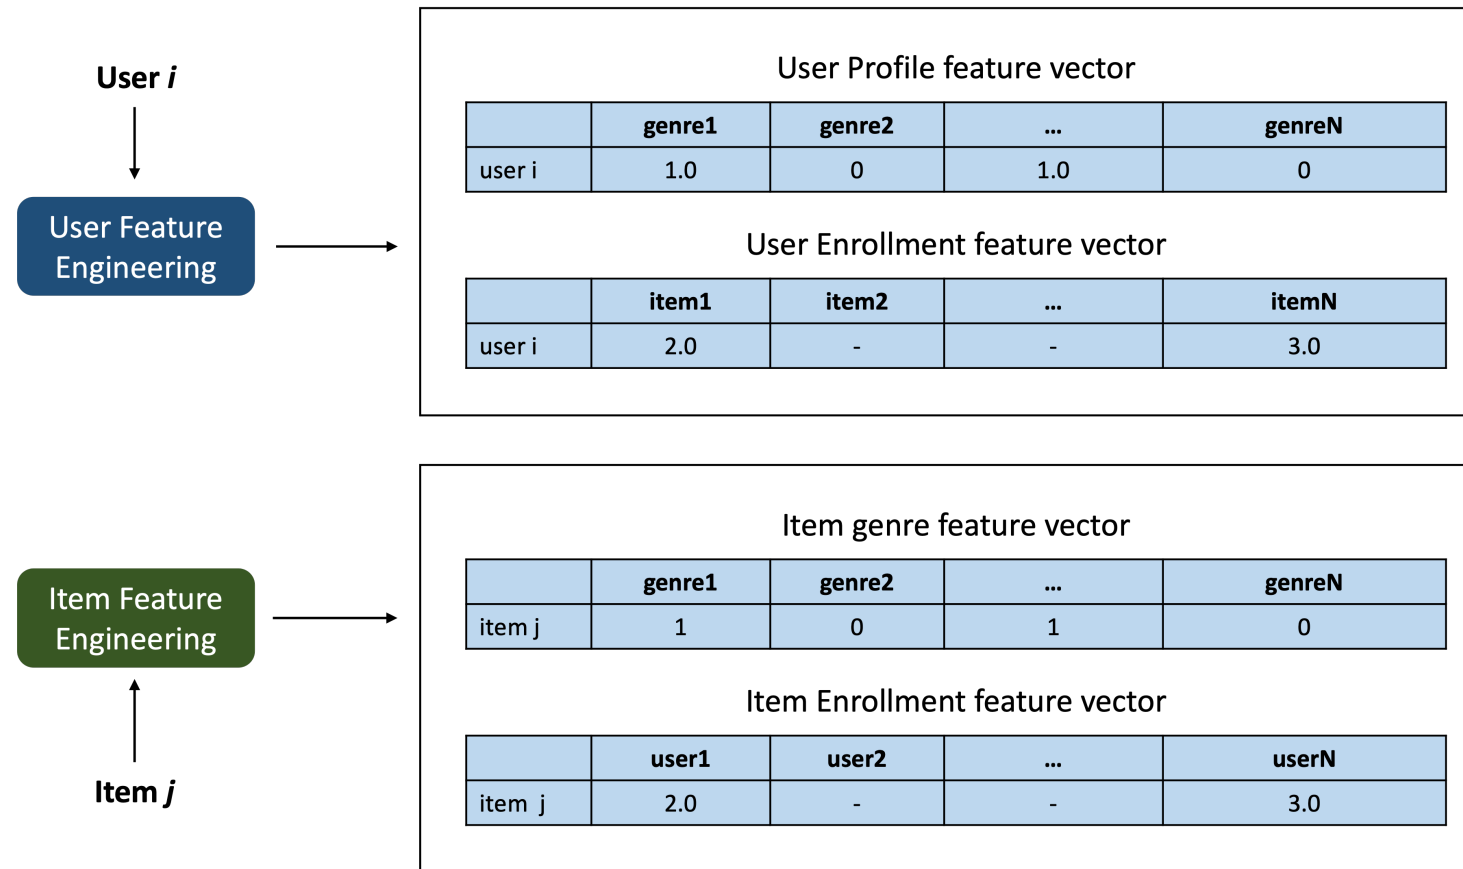 User i
User Feature
Engineering
User Profile feature vector
genre1 genre2 ... genreN
user i 1.0 0 1.0 0
User Enrollment feature vector
item1 item2 ... itemN
user i 2.0 - - 3.0
Item Feature
Engineering
Item j
Item genre feature vector
genre1 genre2 ... genreN
item j 1 0 1 0
Item Enrollment feature vector
user1 user2 ... userN
item j 2.0 - - 3.0